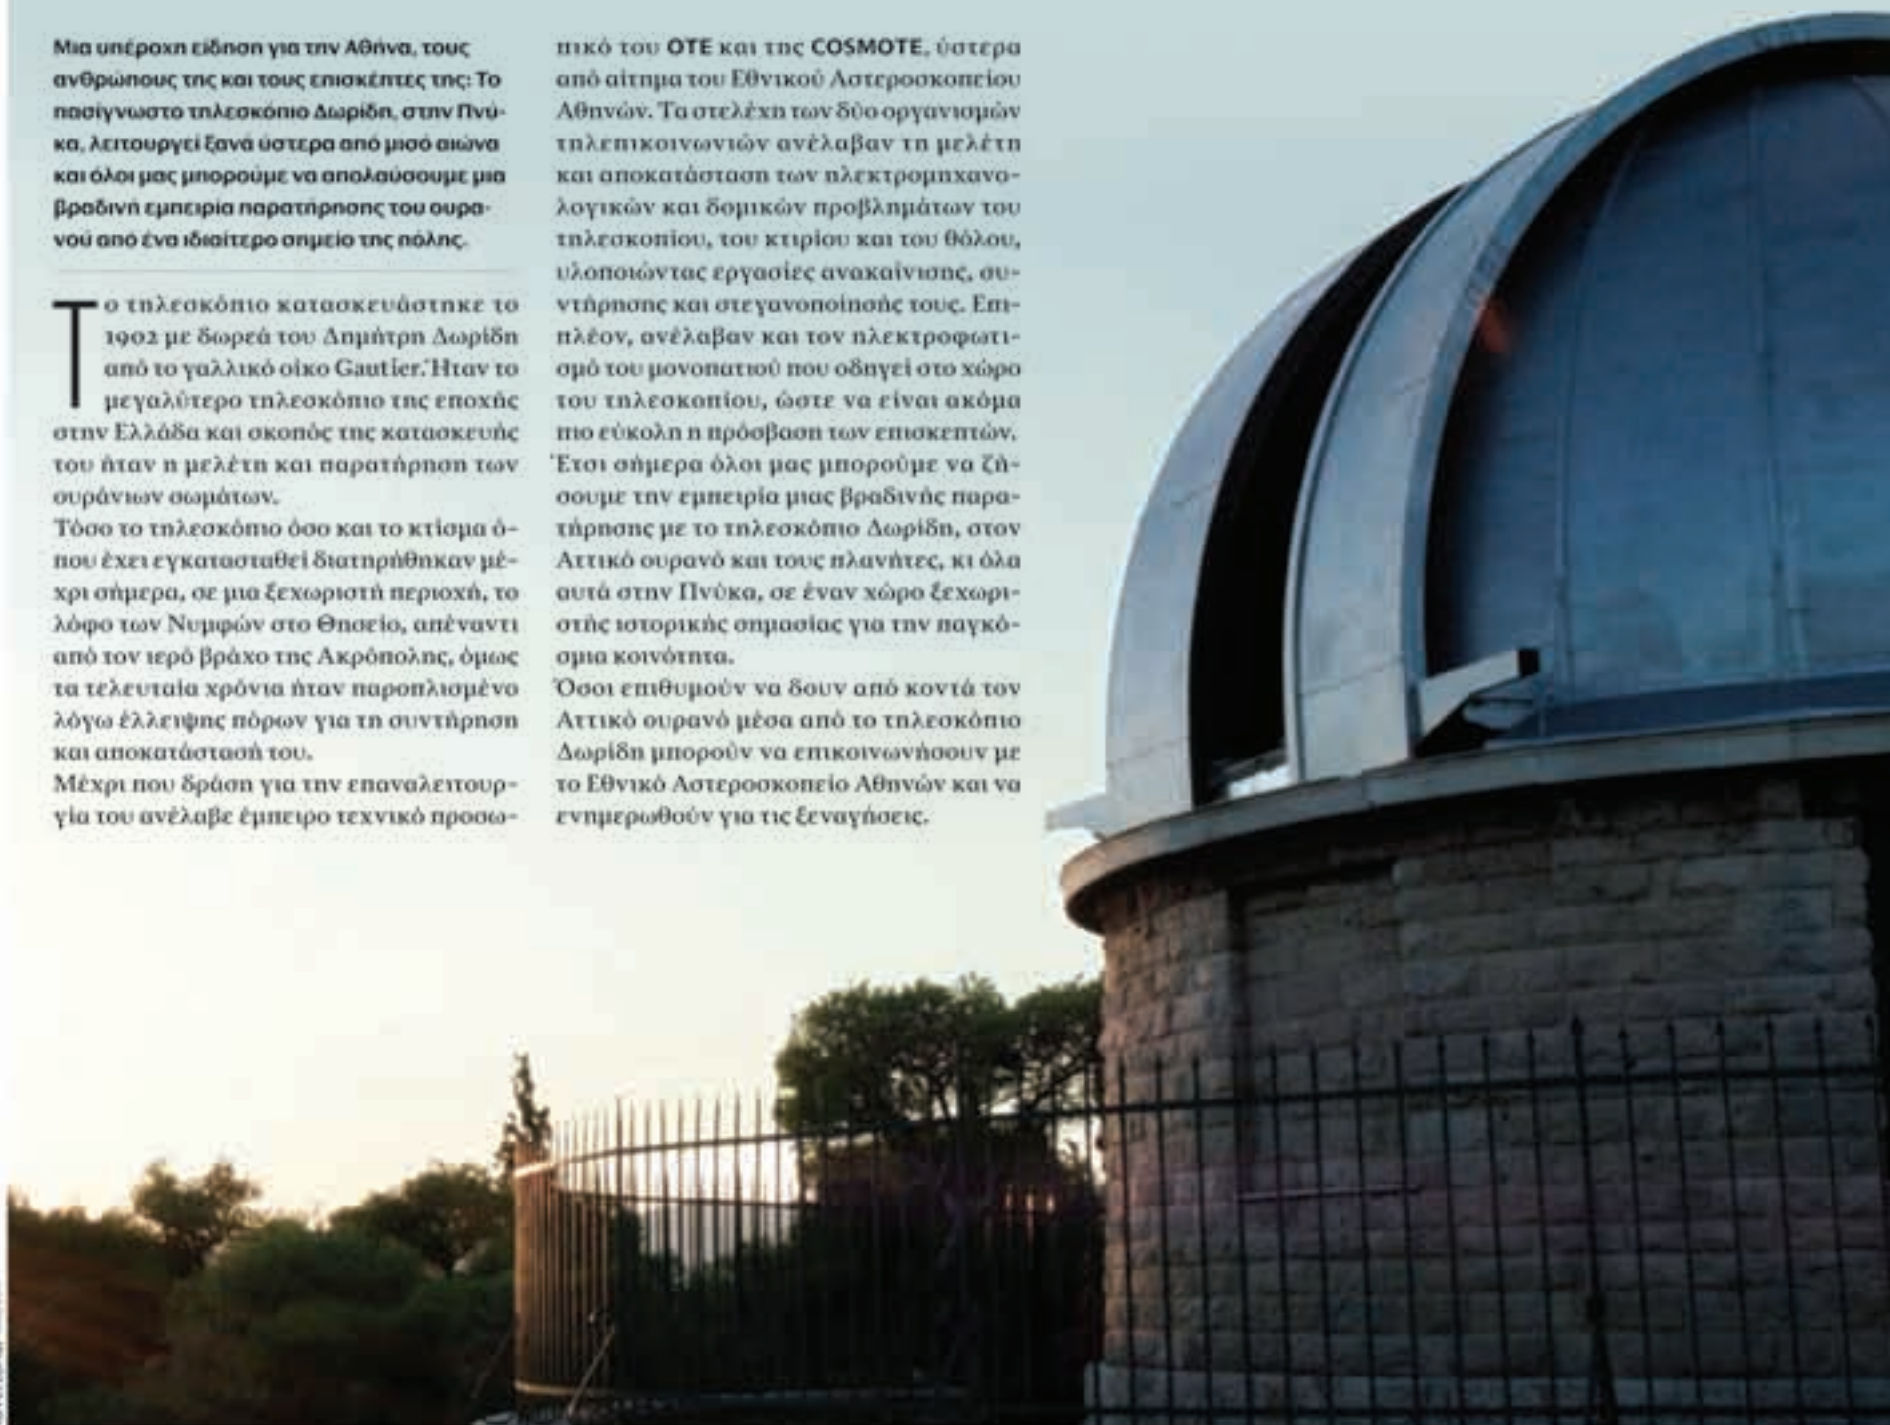 Μια υπέροχη είδηση για την Αθήνα, τους
ανθρώπους της και τους επισκέπτες της: Το
πασίγνωστο τηλεσκόπιο Δωρίδη, στην Πνύ-
κα, λειτουργεί ξανά ύστερα από μισό αιώνα
και όλοι μας μπορούμε να απολαύσουμε μια
βραδινή εμπειρία παρατήρησης του ουρα-
νού από ένα ιδιαίτερο σημείο της πόλης.
Το τηλεσκόπιο κατασκευάστηκε το
1902 με δωρεά του Δημήτρη Δωρίδη
από το γαλλικό οίκο Gautier. Ήταν το
μεγαλύτερο τηλεσκόπιο της εποχής
στην Ελλάδα και σκοπός της κατασκευής
του ήταν η μελέτη και παρατήρηση των
ουράνιων σωμάτων.
Τόσο το τηλεσκόπιο όσο και το κτίσμα ό-
που έχει εγκατασταθεί διατηρήθηκαν μέ-
χρι σήμερα, σε μια ξεχωριστή περιοχή, το
λόφο των Νυμφών στο Θησείο, απέναντι
από τον ιερό βράχο της Ακρόπολης, όμως
τα τελευταία χρόνια ήταν παροπλισμένο
λόγω έλλειψης πόρων για τη συντήρηση
και αποκατάστασή του.
Μέχρι που δράση για την επαναλειτουρ-
γία του ανέλαβε έμπειρο τεχνικό προσω-
πικό του ΟΤΕ και της COSMOTE, ύστερα
από αίτημα του Εθνικού Αστεροσκοπείου
Αθηνών. Τα στελέχη των δύο οργανισμών
τηλεπικοινωνιών ανέλαβαν τη μελέτη
και αποκατάσταση των ηλεκτρομηχανο-
λογικών και δομικών προβλημάτων του
τηλεσκοπίου, του κτιρίου και του θόλου,
υλοποιώντας εργασίες ανακαίνισης, συ-
ντήρησης και στεγανοποίησής τους. Επι-
πλέον, ανέλαβαν και τον ηλεκτροφωτι-
σμό του μονοπατιού που οδηγεί στο χώρο
του τηλεσκοπίου, ώστε να είναι ακόμα
πιο εύκολη η πρόσβαση των επισκεπτών.
Έτσι σήμερα όλοι μας μπορούμε να ζή-
σουμε την εμπειρία μιας βραδινής παρα-
τήρησης με το τηλεσκόπιο Δωρίδη, στον
Αττικό ουρανό και τους πλανήτες, κι όλα
αυτά στην Πνύκα, σε έναν χώρο ξεχωρι-
στής ιστορικής σημασίας για την παγκό-
σμια κοινότητα.
Όσοι επιθυμούν να δουν από κοντά τον
Αττικό ουρανό μέσα από το τηλεσκόπιο
Δωρίδη μπορούν να επικοινωνήσουν με
το Εθνικό Αστεροσκοπείο Αθηνών και να
ενημερωθούν για τις ξεναγήσεις.